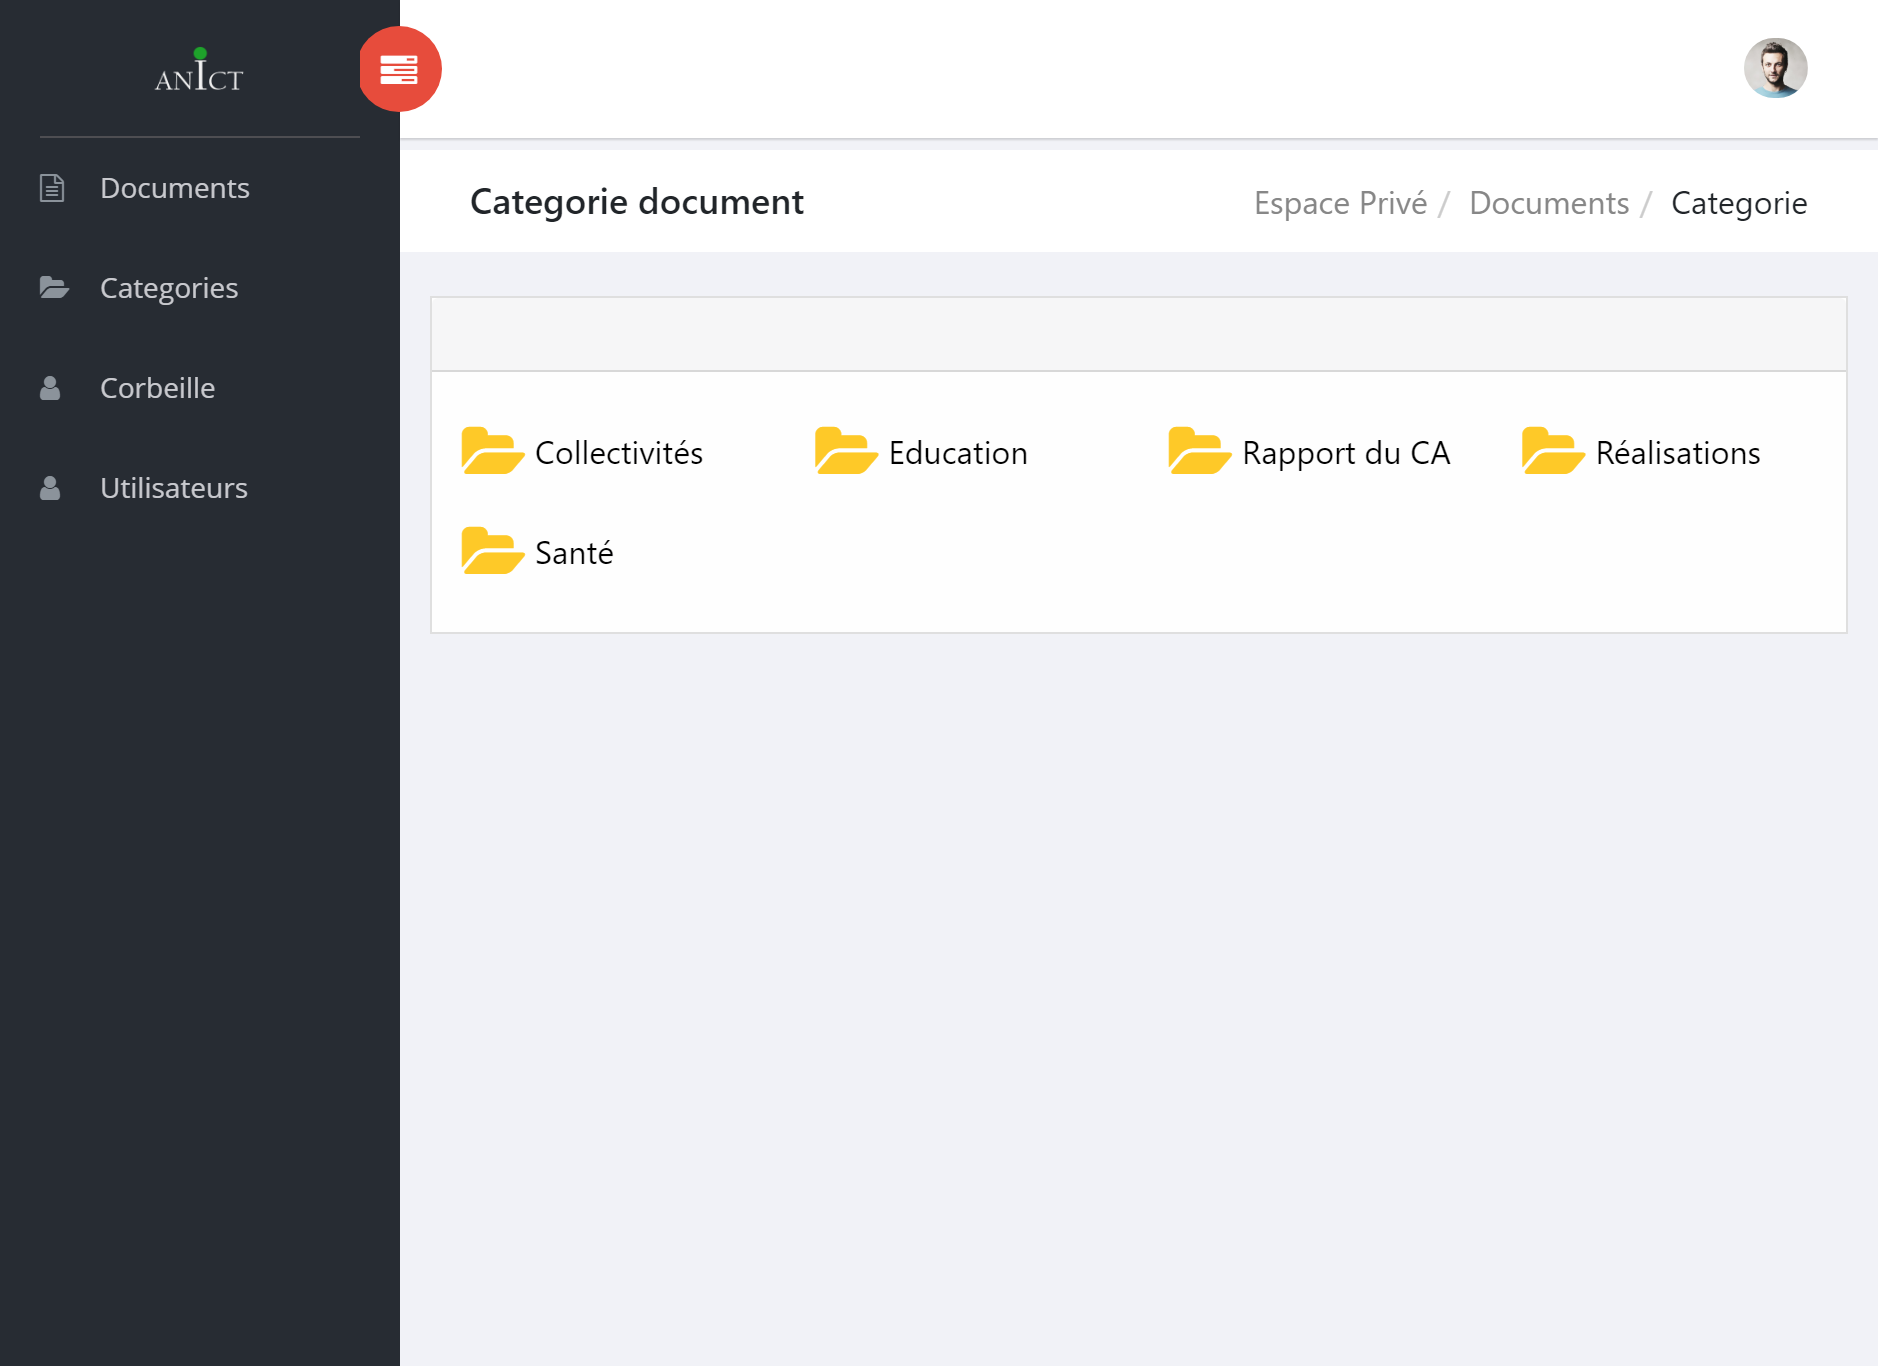 ANICT
Documents
Categories
Corbeille
Utilisateurs
Categorie document
Espace Privé / Documents / Categorie
Collectivités
Education
Rapport du CA
Réalisations
Santé